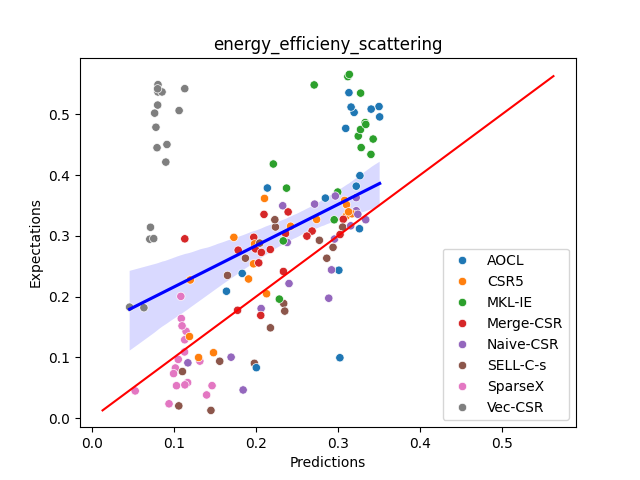 energy_efficieny_scattering
Expectations
0.5
0.4
0.3
0.2
0.1
0.0
AOCL
CSR5
MKL-IE
Merge-CSR
Naive-CSR
SELL-C-s
SparseX
Vec-CSR
0.0 0.1 0.2 0.3 0.4 0.5
Predictions